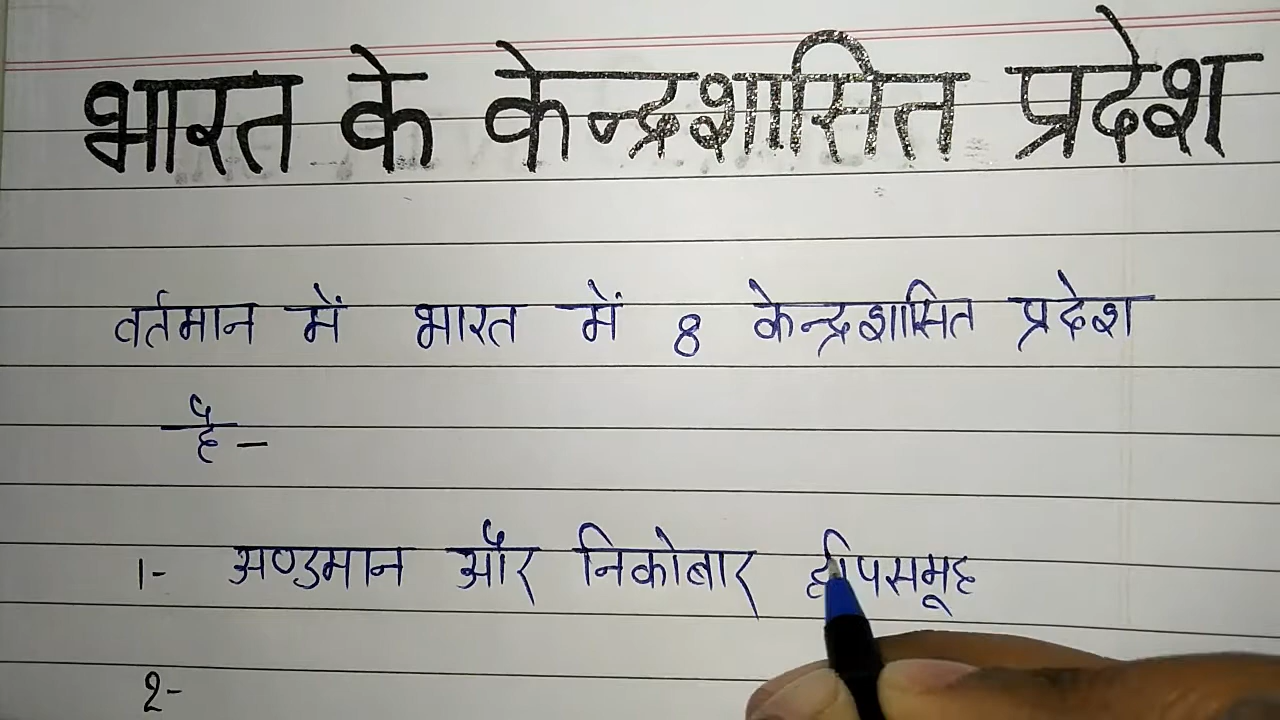 भारत के केन्द्रशासित प्रदेश
वर्तमान में भारत में 8 केन्द्रशासित प्रदेश
है -
1- अण्डमान और निकोबार द्वीपसमूह
2-